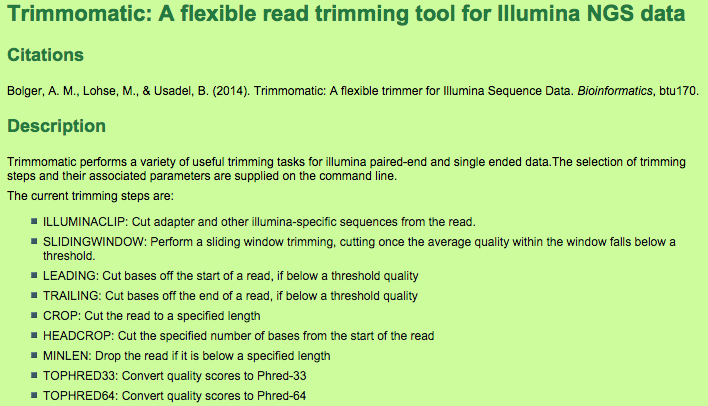 Trimmomatic: A flexible read trimming tool for Illumina NGS data
Citations
Bolger, A. M., Lohse, M., & Usadel, B. (2014). Trimmomatic: A flexible trimmer for Illumina Sequence Data. Bioinformatics, btu170.
Description
Trimmomatic performs a variety of useful trimming tasks for illumina paired-end and single ended data.The selection of trimming
steps and their associated parameters are supplied on the command line.
The current trimming steps are:
ILLUMINACLIP: Cut adapter and other illumina-specific sequences from the read.
SLIDINGWINDOW: Perform a sliding window trimming, cutting once the average quality within the window falls below a
threshold.
LEADING: Cut bases off the start of a read, if below a threshold quality
TRAILING: Cut bases off the end of a read, if below a threshold quality
CROP: Cut the read to a specified length
HEADCROP: Cut the specified number of bases from the start of the read
MINLEN: Drop the read if it is below a specified length
TOPHRED33: Convert quality scores to Phred-33
TOPHRED64: Convert quality scores to Phred-64